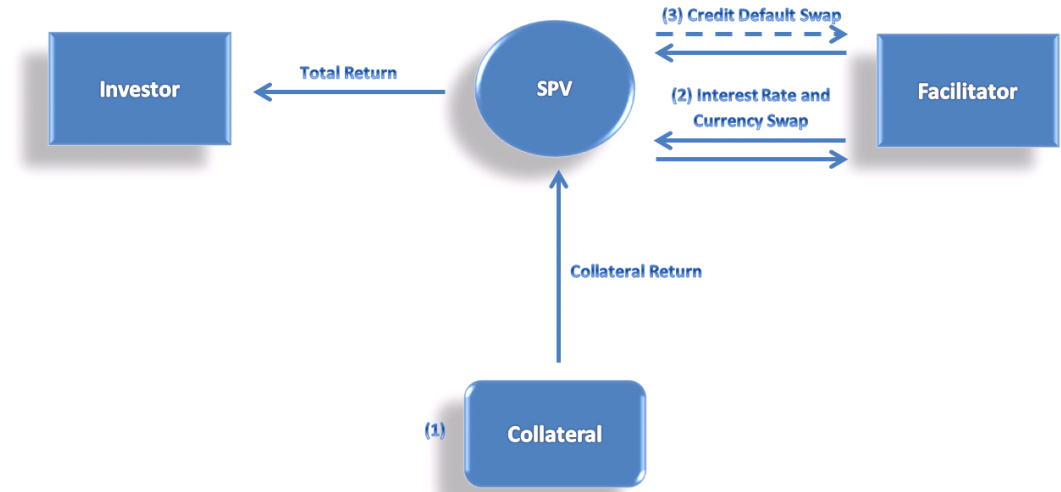 (3) Credit Default Swap
Investor
Total Return
SPV
Facilitator
(2) Interest Rate and
Currency Swap
Collateral Return
(1)
Collateral